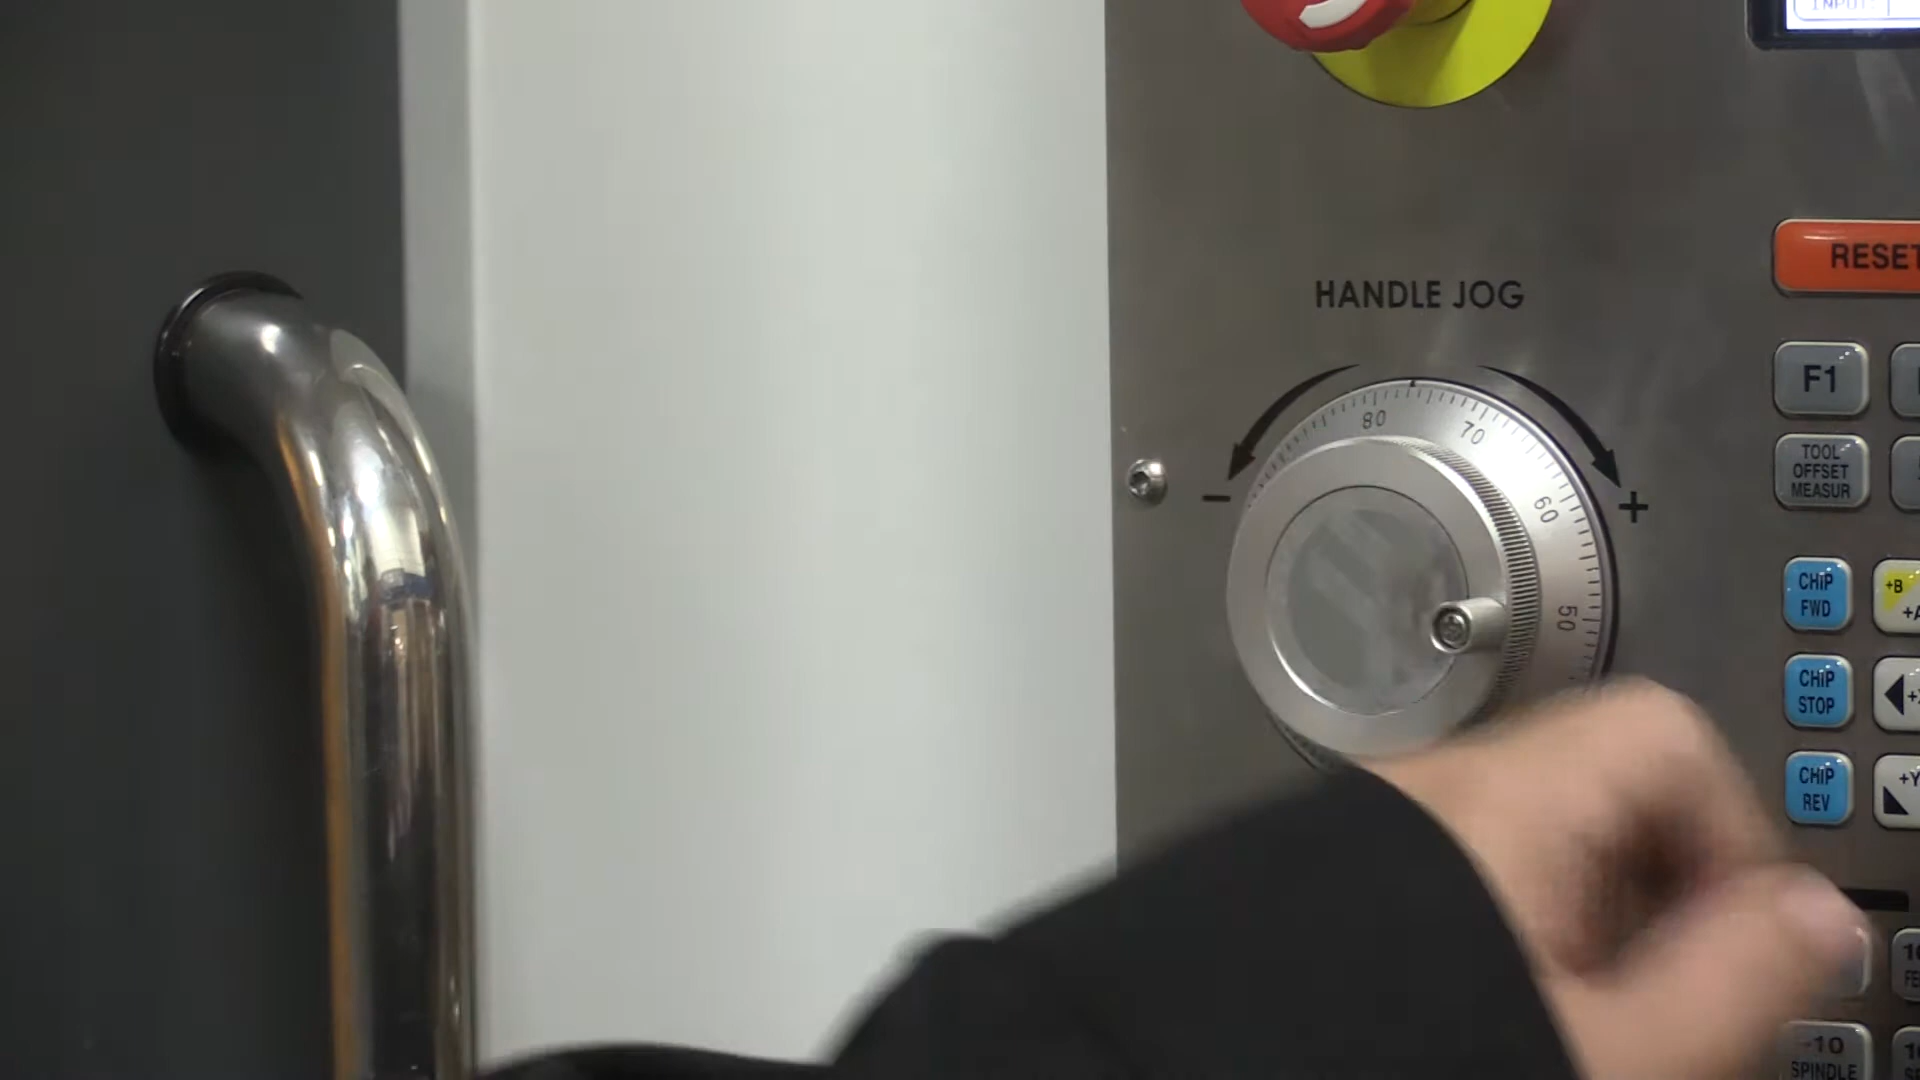 INPUT:
RESET
HANDLE JOG
F1
80
70
TOOL
OFFSET
MEASUR
60
- +
50
CHIP
FWD
+B
CHIP
STOP
CHIP
REV
+Y
-10
SPINDLE